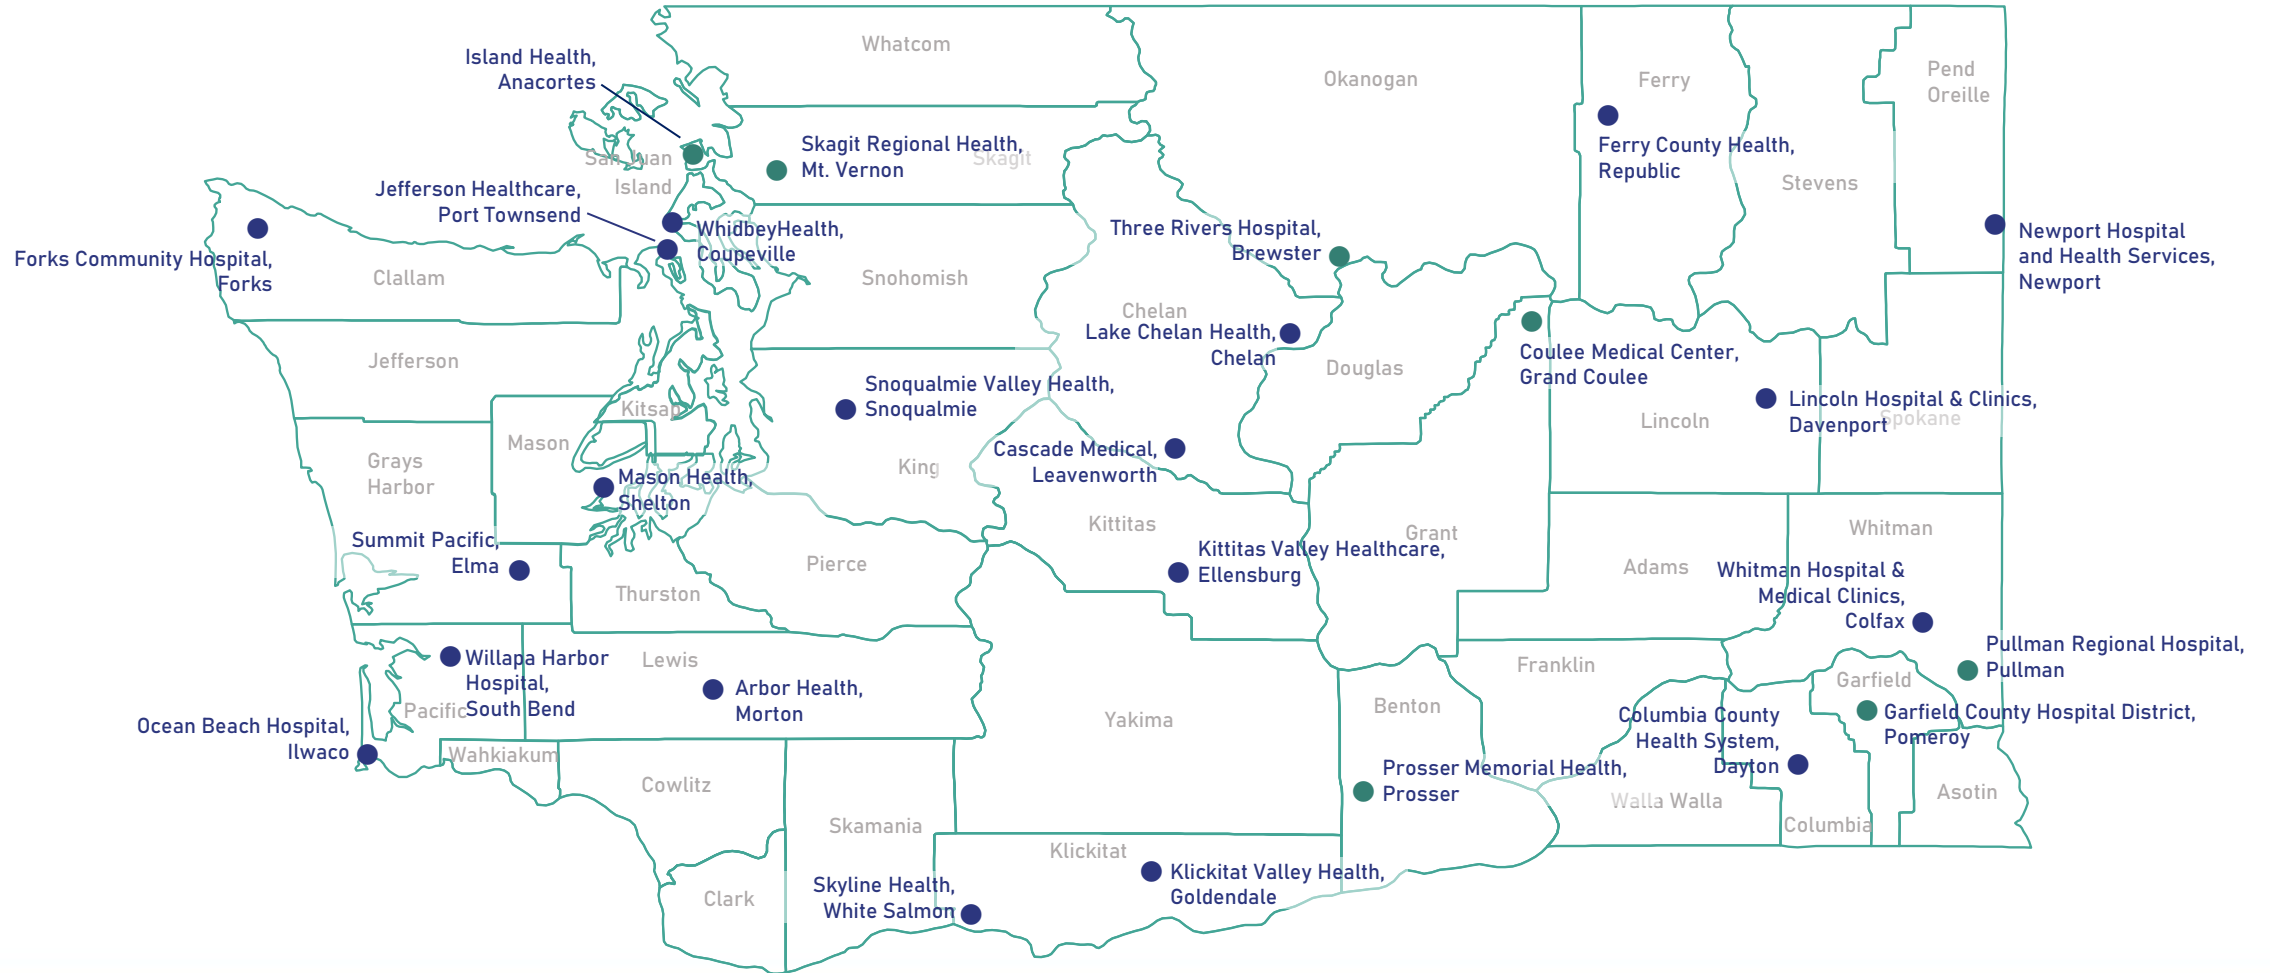 Whatcom
Island Health,
Anacortes
Okanogan
Ferry
Pend
Oreille
Skagit Regional Health,
Mt. Vernon
Skagit
San Juan
Island
Ferry County Health,
Republic
Stevens
Jefferson Healthcare,
Port Townsend
WhidbeyHealth,
Coupeville
Three Rivers Hospital,
Brewster
Newport Hospital
and Health Services,
Newport
Forks Community Hospital,
Forks
Clallam
Snohomish
Chelan
Lake Chelan Health,
Chelan
Douglas
Coulee Medical Center,
Grand Coulee
Jefferson
Snoqualmie Valley Health,
Snoqualmie
Kitsap
Lincoln
Lincoln Hospital & Clinics,
Davenport
Spokane
Mason
Grays
Harbor
King
Cascade Medical,
Leavenworth
Mason Health,
Shelton
Kittitas
Grant
Whitman
Summit Pacific,
Elma
Kittitas Valley Healthcare,
Ellensburg
Pierce
Thurston
Adams
Whitman Hospital &
Medical Clinics,
Colfax
Willapa Harbor
Hospital,
South Bend
Lewis
Arbor Health,
Morton
Franklin
Pullman Regional Hospital,
Pullman
Garfield
Pacific
Ocean Beach Hospital,
Ilwaco
Yakima
Benton
Columbia County
Health System,
Dayton
Garfield County Hospital District,
Pomeroy
Wahkiakum
Cowlitz
Prosser Memorial Health,
Prosser
Walla Walla
Asotin
Skamania
Columbia
Klickitat
Klickitat Valley Health,
Goldendale
Skyline Health,
White Salmon
Clark